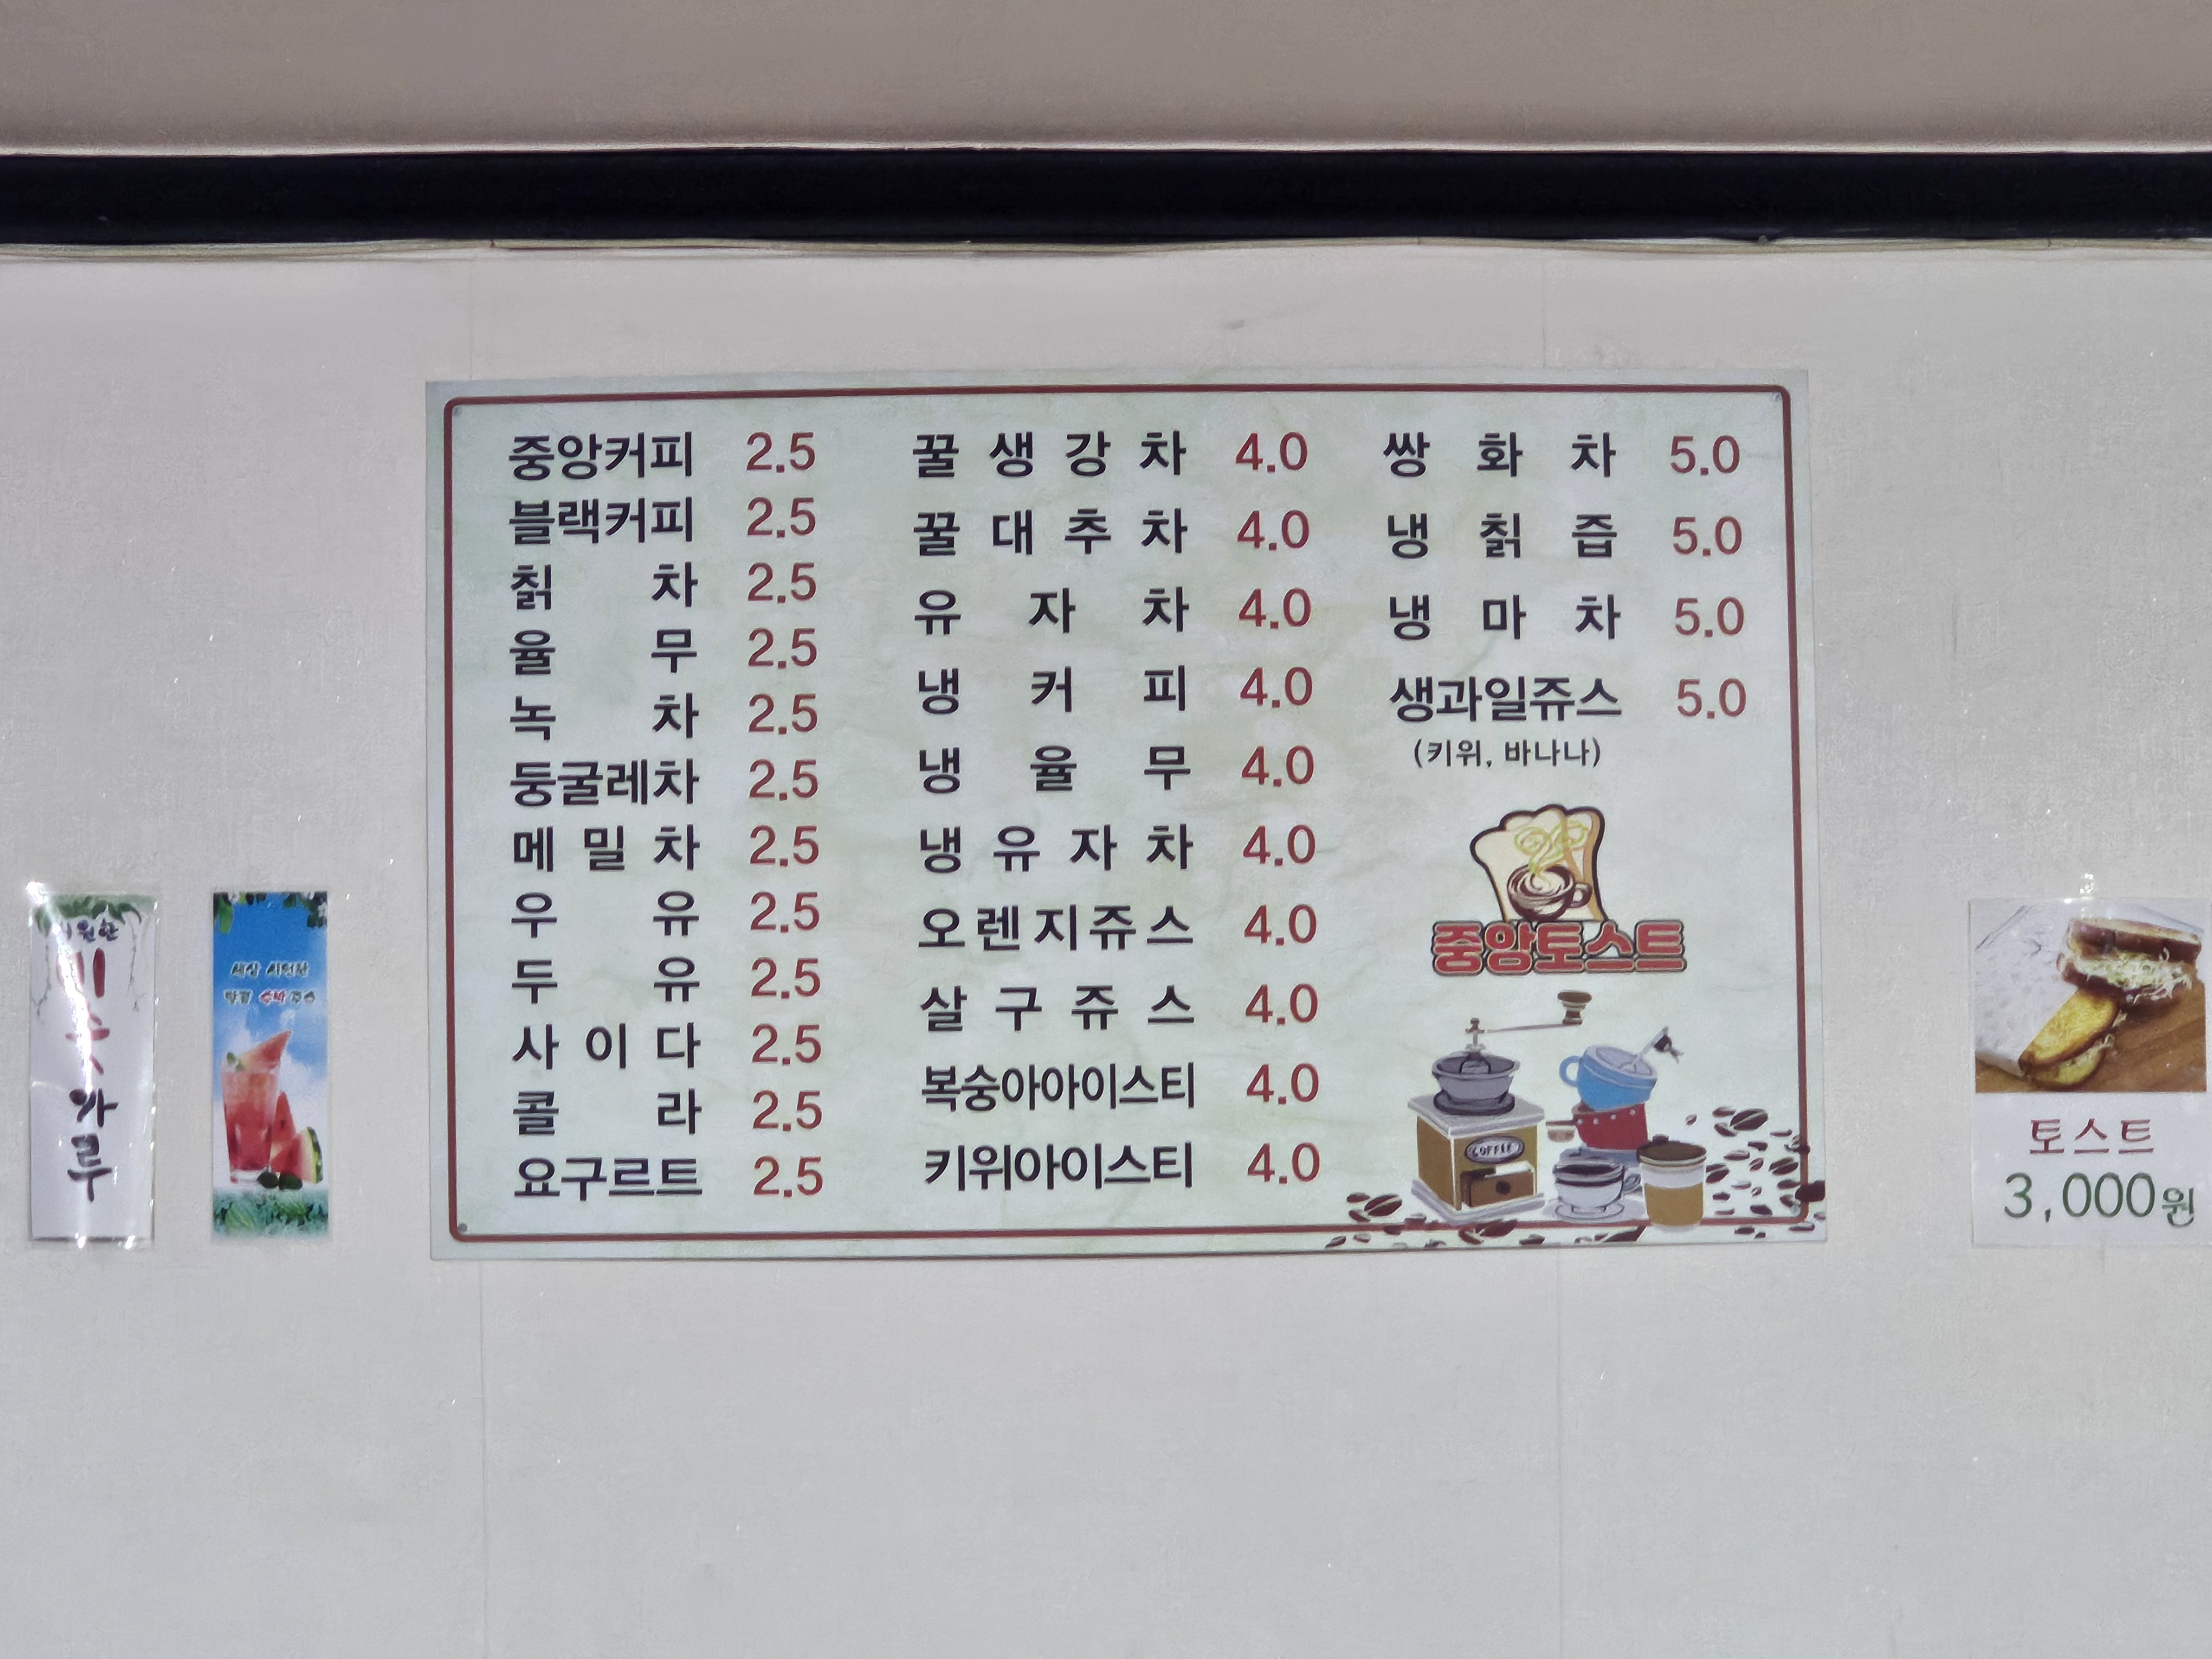 중앙커피 2.5
블랙커피 2.5
칡 차 2.5
율 무 2.5
녹 차 2.5
둥굴레차 2.5
메 밀 차 2.5
우 유 2.5
두 유 2.5
사 이 다 2.5
콜 라 2.5
요구르트 2.5
꿀 생 강 차 4.0
꿀 대 추 차 4.0
유 자 차 4.0
냉 커 피 4.0
냉 율 무 4.0
냉 유 자 차 4.0
오렌지쥬스 4.0
살 구 쥬 스 4.0
복숭아아이스티 4.0
키위아이스티 4.0
쌍 화 차 5.0
냉 칡 즙 5.0
냉 마 차 5.0
생과일쥬스 5.0
(키위, 바나나)
중앙토스트
COFFEE
토스트
3,000원